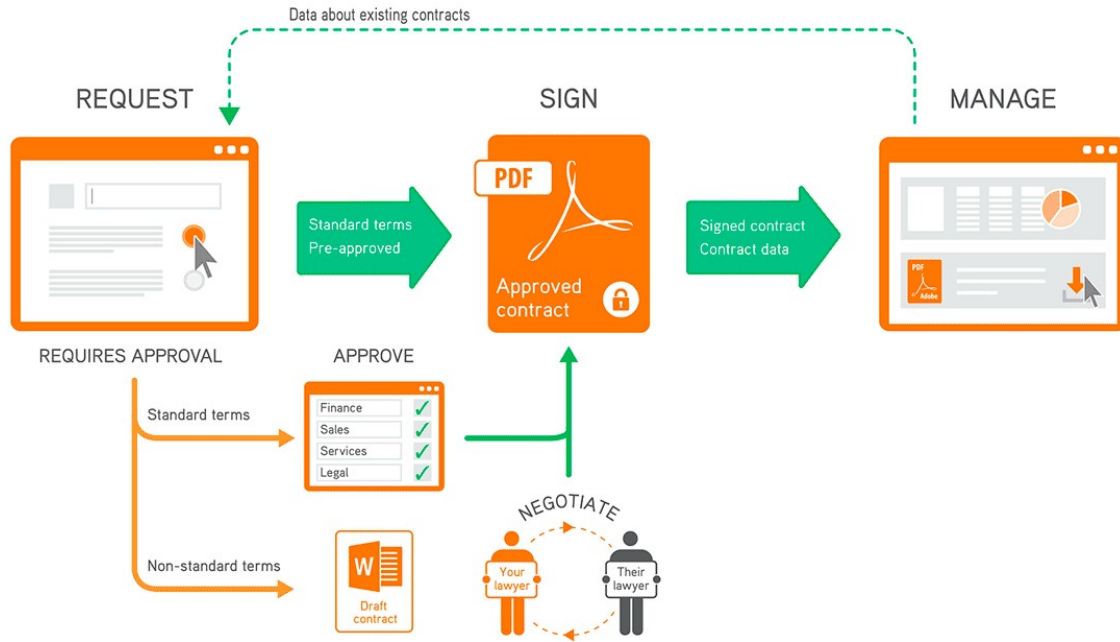 Data about existing contracts
REQUEST
SIGN
MANAGE
PDF
Standard terms
Pre-approved
Approved
contract
Signed contract
Contract data
PDF
Adobe
REQUIRES APPROVAL
APPROVE
Standard terms
Finance
Sales
Services
Legal
NEGOTIATE
Non-standard terms
W
Draft
contract
Your
lawyer
Their
lawyer